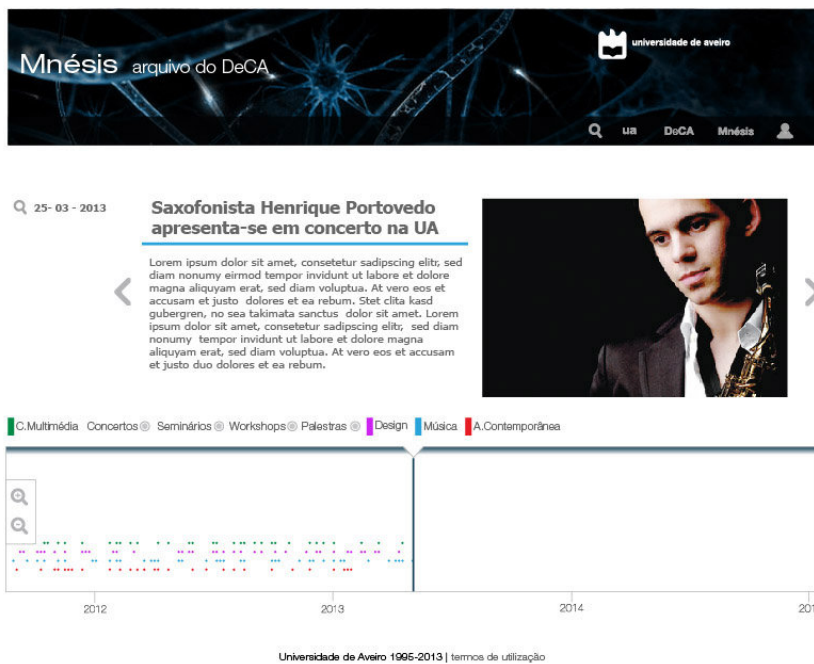 Mnésis arquivo do DeCA
universidade de aveiro
ua DeCA Mnésis
25- 03 - 2013
Saxofonista Henrique Portovedo
apresenta-se em concerto na UA
Lorem ipsum dolor sit amet, consetetur sadipscing elitr, sed
diam nonumy eirmod tempor invidunt ut labore et dolore
magna aliquyam erat, sed diam voluptua. At vero eos et
accusam et justo dolores et ea rebum. Stet clita kasd
gubergren, no sea takimata sanctus dolor sit amet. Lorem
ipsum dolor sit amet, consetetur sadipscing elitr, sed diam
nonumy tempor invidunt ut labore et dolore magna
aliquyam erat, sed diam voluptua. At vero eos et accusam
et justo duo dolores et ea rebum.
C.Multimédia Concertos Seminários Workshops Palestras Design Música A.Contemporânea
2012 2013 2014
Universidade de Aveiro 1995-2013 | termos de utilização